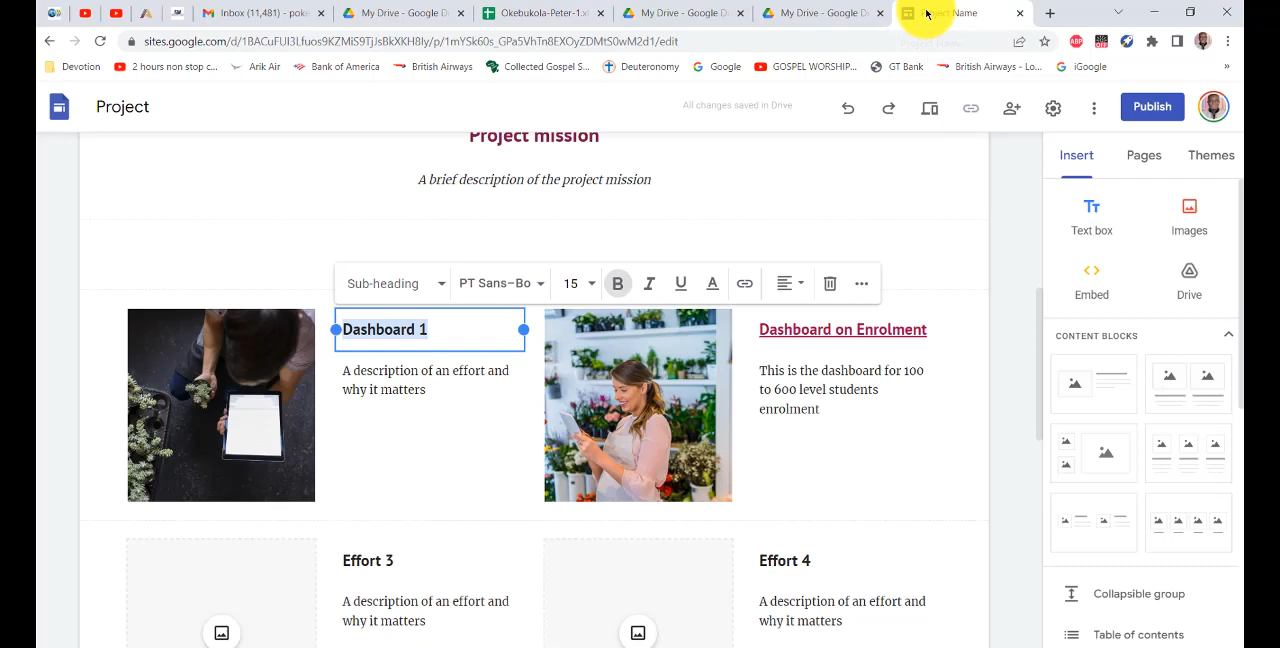 Inbox (11,481) - poke
My Drive - Google D
Okebukola-Peter-1.x
My Drive - Google D
My Drive - Google D
Project Name
sites.google.com/d/1BACuFUI3Lfuos9KZMiS9TjJsBkXKH8ly/p/1mYSk60s_GPa5VhTn8EXOyZDMtS0wM2d1/edit
Devotion
2 hours non stop c...
Arik Air
Bank of America
British Airways
Collected Gospel S...
Deuteronomy
Google
GOSPEL WORSHIP...
GT Bank
British Airways - Lo...
iGoogle
»
Project
All changes saved in Drive
Publish
Project mission
A brief description of the project mission
Insert
Pages
Themes
Text box
Images
Embed
Drive
Sub-heading
PT Sans–Bo
15
B
I
U
A
Dashboard 1
A description of an effort and
why it matters
Dashboard on Enrolment
This is the dashboard for 100
to 600 level students
enrolment
CONTENT BLOCKS
Effort 3
A description of an effort and
why it matters
Effort 4
A description of an effort and
why it matters
Collapsible group
Table of contents